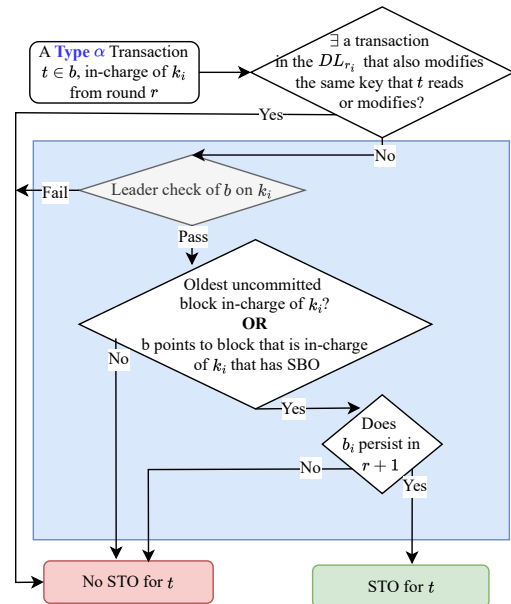 A Type α Transaction
t ∈ b, in-charge of k_i
from round r
∃ a transaction
in the DL_{r_i} that also modifies
the same key that t reads
or modifies?
Yes
No
Fail
Leader check of b on k_i
Pass
Oldest uncommitted
block in-charge of k_i?
OR
b points to block that is in-charge
of k_i that has SBO
No
Yes
Does
b_i persist in
r + 1
No
Yes
No STO for t
STO for t